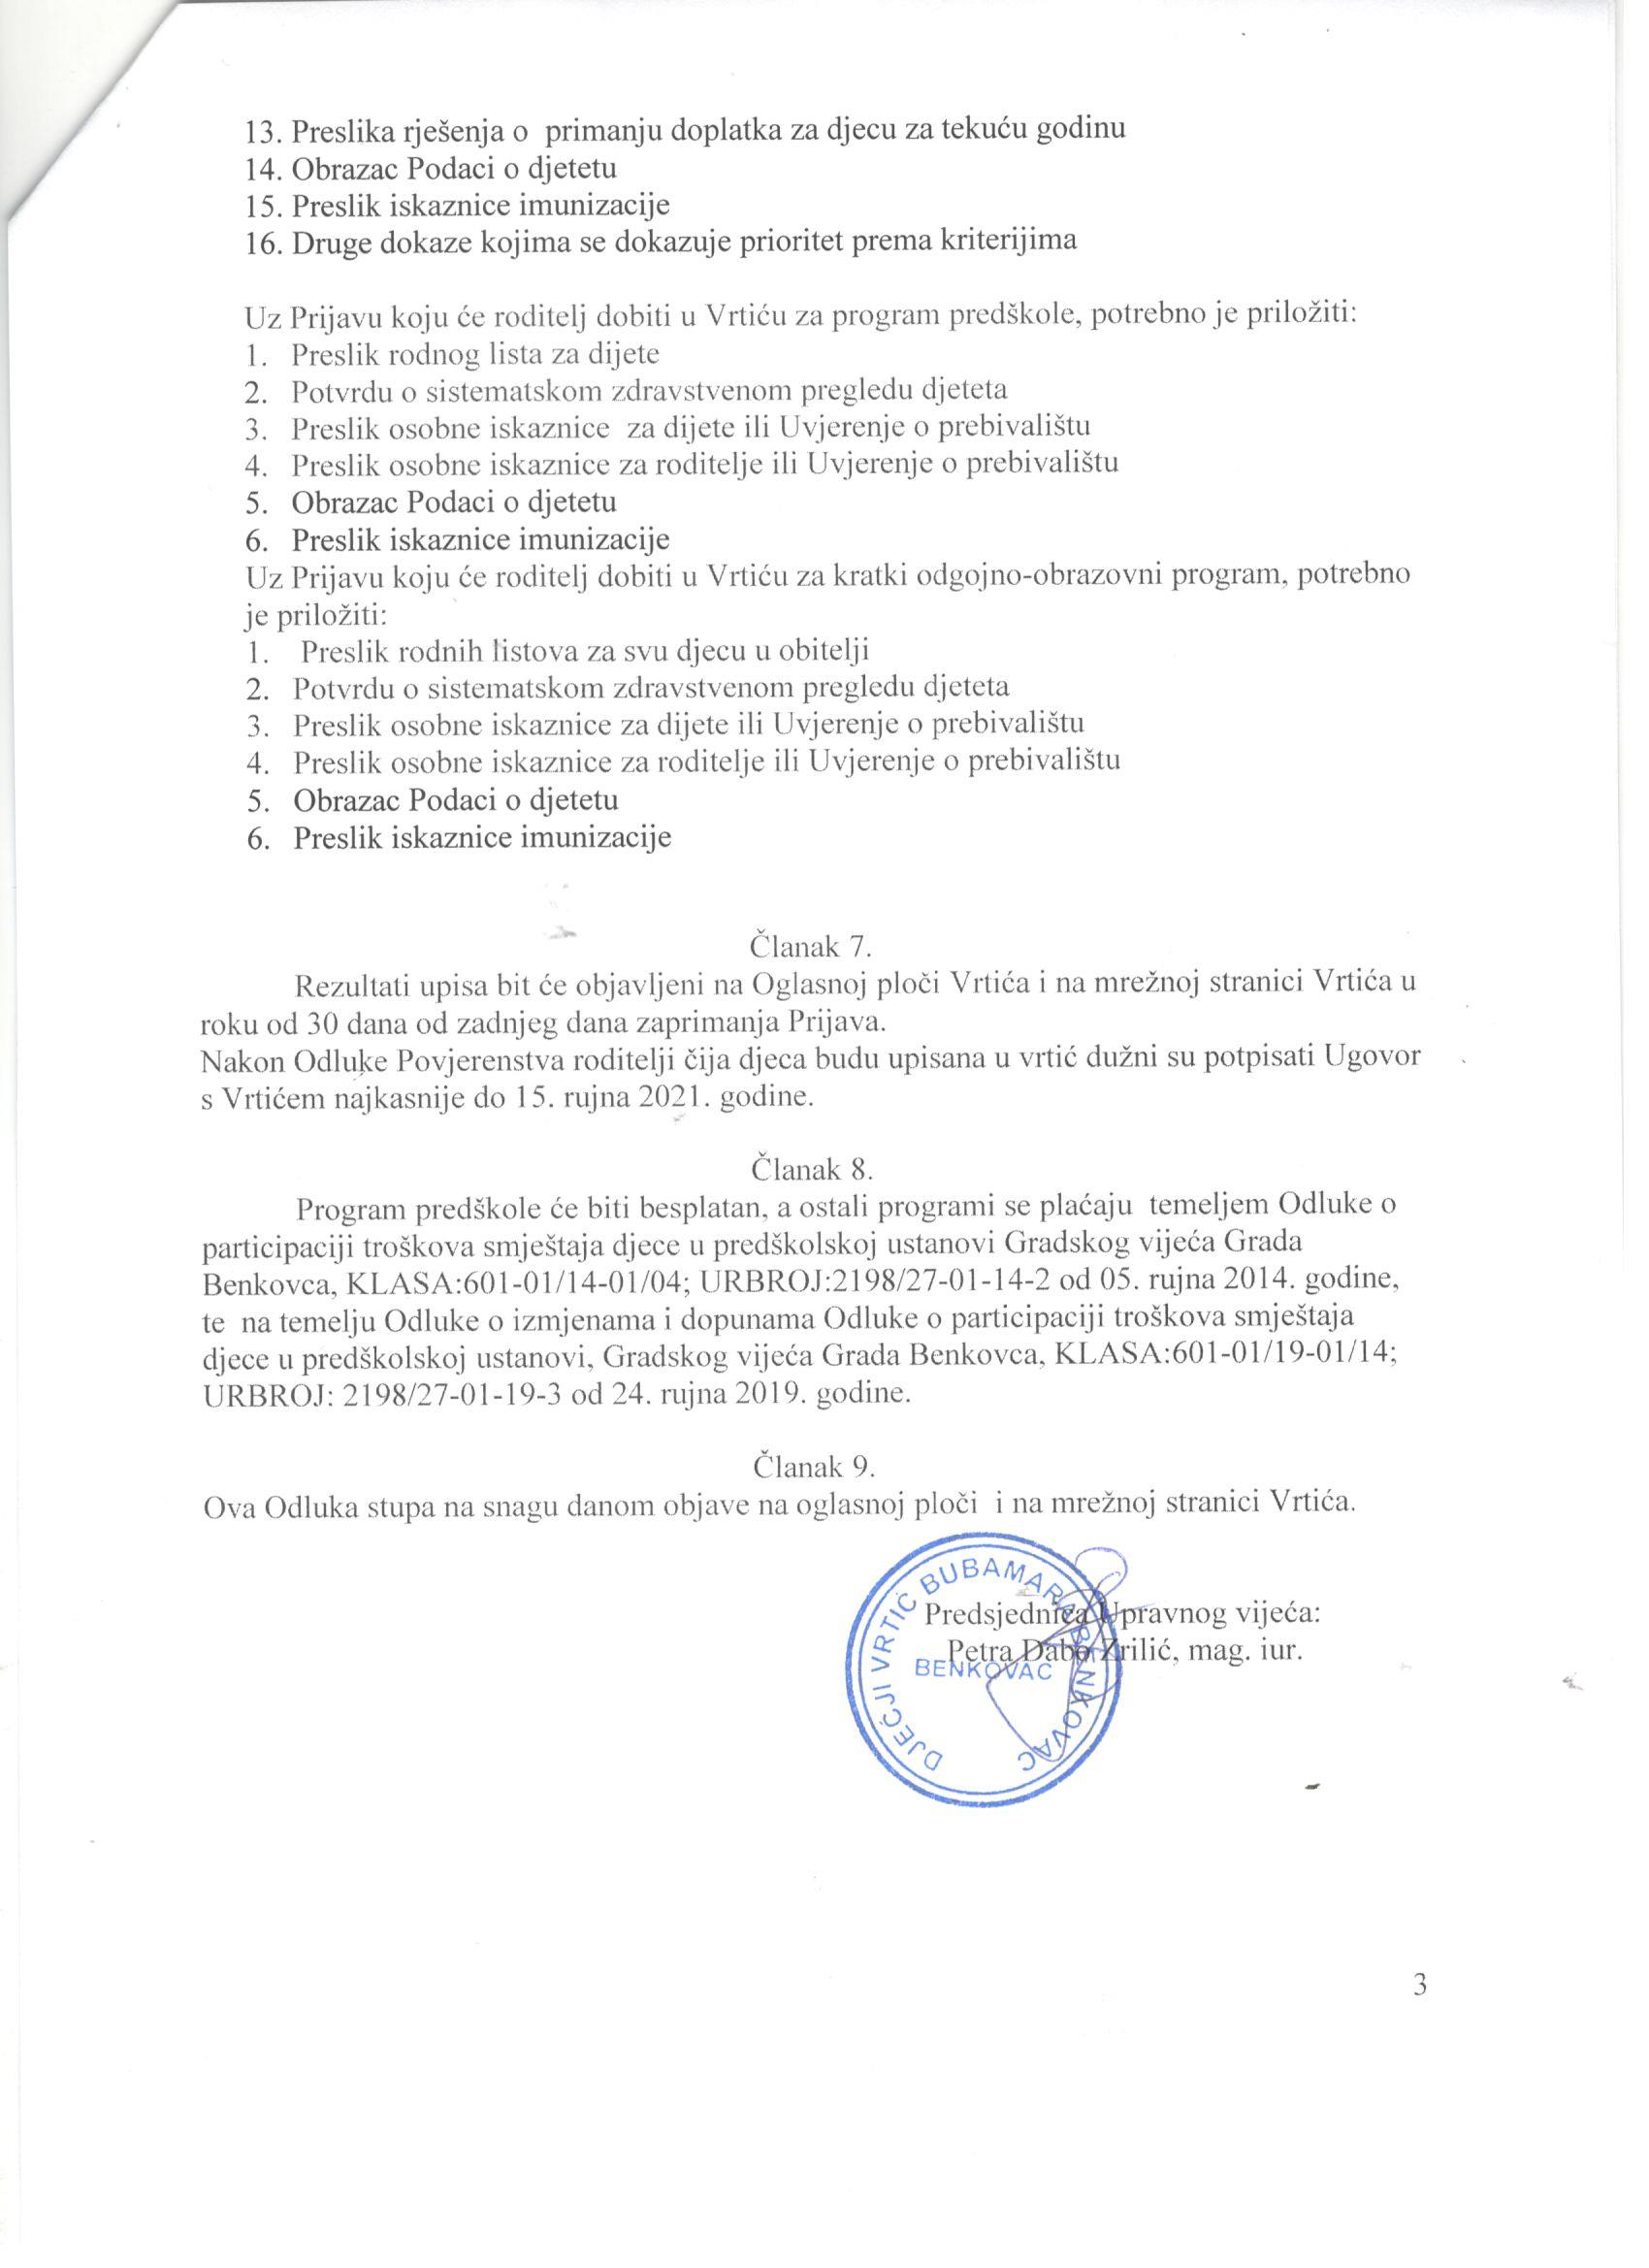 13. Preslika rješenja o primanju doplatka za djecu za tekuću godinu
14. Obrazac Podaci o djetetu
15. Preslik iskaznice imunizacije
16. Druge dokaze kojima se dokazuje prioritet prema kriterijima
Uz Prijavu koju će roditelj dobiti u Vrtiću za program predškole, potrebno je priložiti:
1. Preslik rodnog lista za dijete
2. Potvrdu o sistematskom zdravstvenom pregledu djeteta
3. Preslik osobne iskaznice za dijete ili Uvjerenje o prebivalištu
4. Preslik osobne iskaznice za roditelje ili Uvjerenje o prebivalištu
5. Obrazac Podaci o djetetu
6. Preslik iskaznice imunizacije
Uz Prijavu koju će roditelj dobiti u Vrtiću za kratki odgojno-obrazovni program, potrebno
je priložiti:
1. Preslik rodnih listova za svu djecu u obitelji
2. Potvrdu o sistematskom zdravstvenom pregledu djeteta
3. Preslik osobne iskaznice za dijete ili Uvjerenje o prebivalištu
4. Preslik osobne iskaznice za roditelje ili Uvjerenje o prebivalištu
5. Obrazac Podaci o djetetu
6. Preslik iskaznice imunizacije
Članak 7.
Rezultati upisa bit će objavljeni na Oglasnoj ploči Vrtića i na mrežnoj stranici Vrtića u
roku od 30 dana od zadnjeg dana zaprimanja Prijava.
Nakon Odluke Povjerenstva roditelji čija djeca budu upisana u vrtić dužni su potpisati Ugovor
s Vrtićem najkasnije do 15. rujna 2021. godine.
Članak 8.
Program predškole će biti besplatan, a ostali programi se plaćaju temeljem Odluke o
participaciji troškova smještaja djece u predškolskoj ustanovi Gradskog vijeća Grada
Benkovca, KLASA:601-01/14-01/04; URBROJ:2198/27-01-14-2 od 05. rujna 2014. godine,
te na temelju Odluke o izmjenama i dopunama Odluke o participaciji troškova smještaja
djece u predškolskoj ustanovi, Gradskog vijeća Grada Benkovca, KLASA:601-01/19-01/14;
URBROJ: 2198/27-01-19-3 od 24. rujna 2019. godine.
Članak 9.
Ova Odluka stupa na snagu danom objave na oglasnoj ploči i na mrežnoj stranici Vrtića.
Predsjednica Upravnog vijeća:
Petra Dabo Zrilić, mag. iur.
DJEČJI VRTIĆ BUBAMARA BENKOVAC
BENKOVAC
3